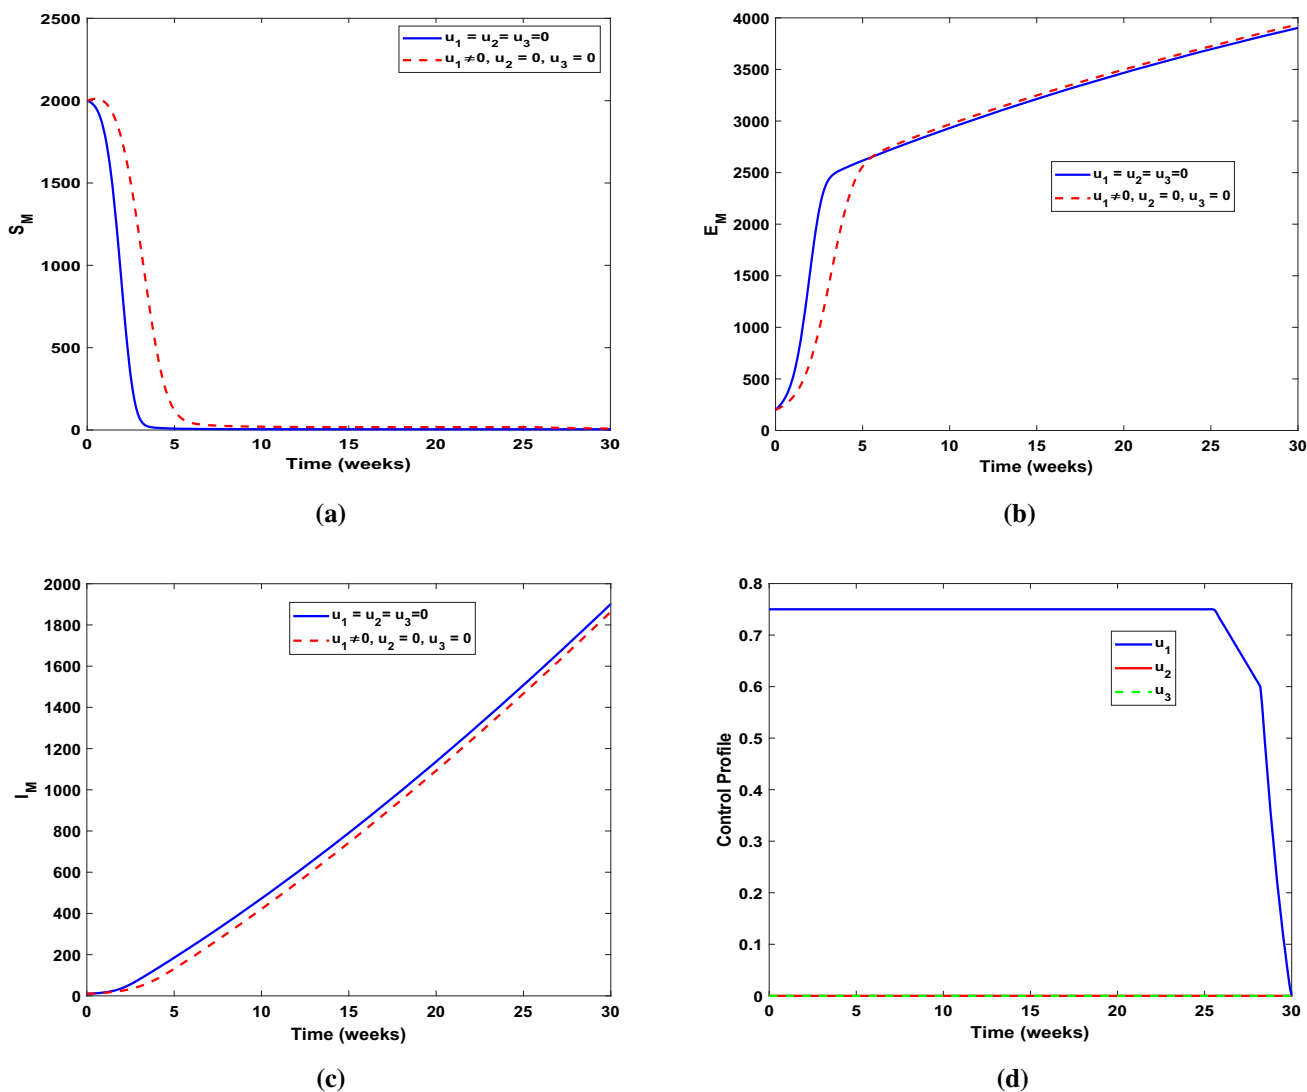 2500
2000
1500
1000
500
0
S_M
0 5 10 15 20 25 30
Time (weeks)
u_1 = u_2= u_3=0
u_1≠0, u_2 = 0, u_3 = 0
(a)
4000
3500
3000
2500
2000
1500
1000
500
0
E_M
0 5 10 15 20 25 30
Time (weeks)
u_1 = u_2= u_3=0
u_1≠0, u_2 = 0, u_3 = 0
(b)
2000
1800
1600
1400
1200
1000
800
600
400
200
0
I_M
0 5 10 15 20 25 30
Time (weeks)
u_1 = u_2= u_3=0
u_1≠0, u_2 = 0, u_3 = 0
(c)
0.8
0.7
0.6
0.5
0.4
0.3
0.2
0.1
0
Control Profile
0 5 10 15 20 25 30
Time (weeks)
u_1
u_2
u_3
(d)